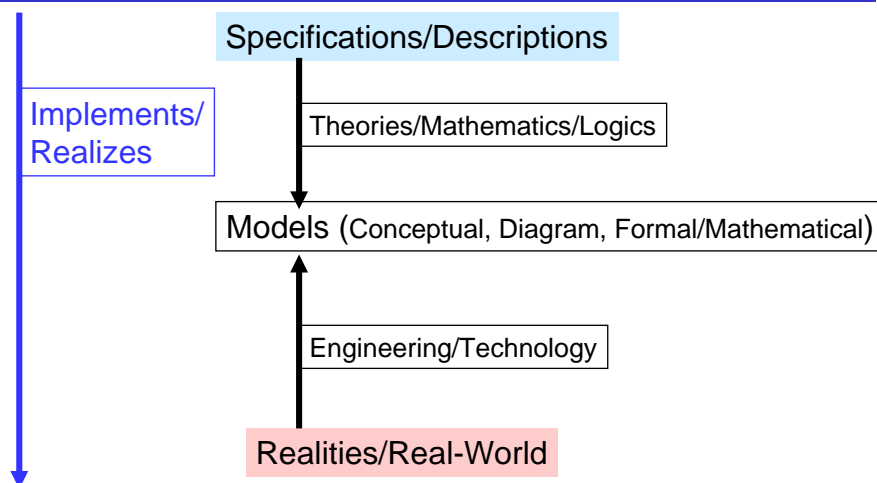 Specifications/Descriptions
Implements/
Realizes
Theories/Mathematics/Logics
Models (Conceptual, Diagram, Formal/Mathematical)
Engineering/Technology
Realities/Real-World